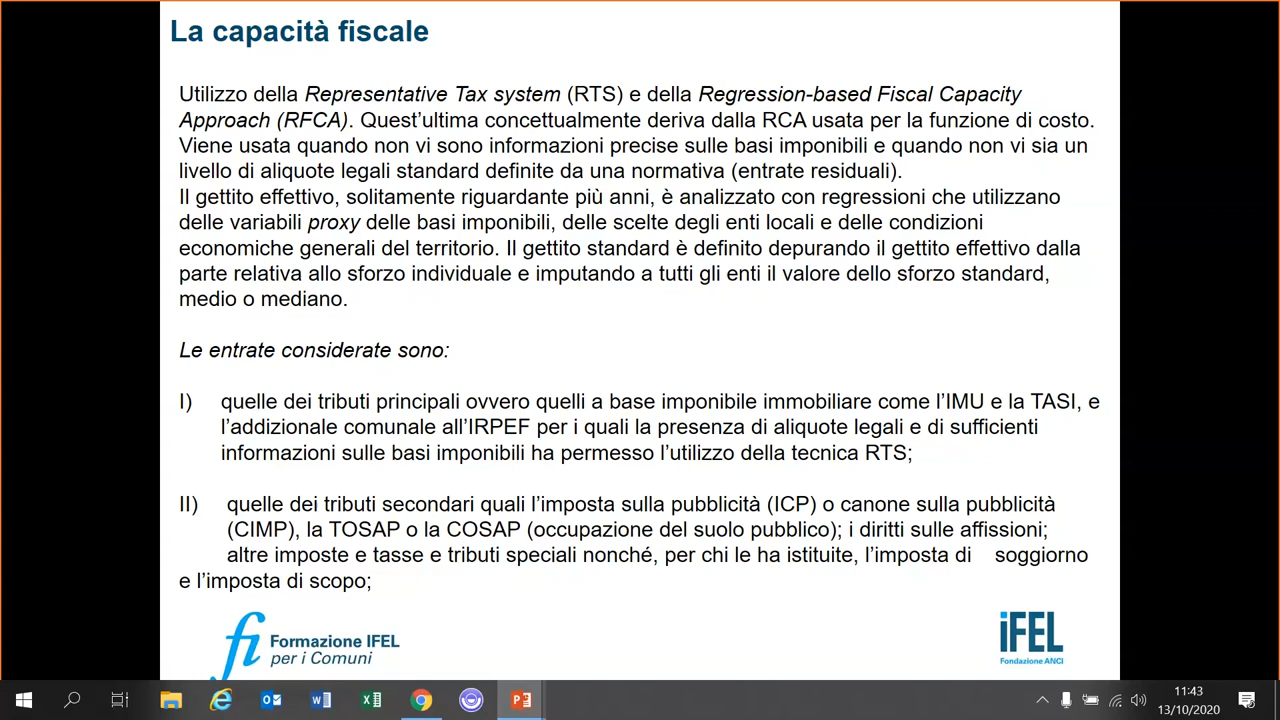 La capacità fiscale
Utilizzo della Representative Tax system (RTS) e della Regression-based Fiscal Capacity
Approach (RFCA). Quest'ultima concettualmente deriva dalla RCA usata per la funzione di costo.
Viene usata quando non vi sono informazioni precise sulle basi imponibili e quando non vi sia un
livello di aliquote legali standard definite da una normativa (entrate residuali).
Il gettito effettivo, solitamente riguardante più anni, è analizzato con regressioni che utilizzano
delle variabili proxy delle basi imponibili, delle scelte degli enti locali e delle condizioni
economiche generali del territorio. Il gettito standard è definito depurando il gettito effettivo dalla
parte relativa allo sforzo individuale e imputando a tutti gli enti il valore dello sforzo standard,
medio o mediano.
Le entrate considerate sono:
I) quelle dei tributi principali ovvero quelli a base imponibile immobiliare come l'IMU e la TASI, e
l'addizionale comunale all'IRPEF per i quali la presenza di aliquote legali e di sufficienti
informazioni sulle basi imponibili ha permesso l'utilizzo della tecnica RTS;
II) quelle dei tributi secondari quali l'imposta sulla pubblicità (ICP) o canone sulla pubblicità
(CIMP), la TOSAP o la COSAP (occupazione del suolo pubblico); i diritti sulle affissioni;
altre imposte e tasse e tributi speciali nonché, per chi le ha istituite, l'imposta di soggiorno
e l'imposta di scopo;
fi Formazione IFEL
per i Comuni
iFEL
Fondazione ANCI
11:43
13/10/2020